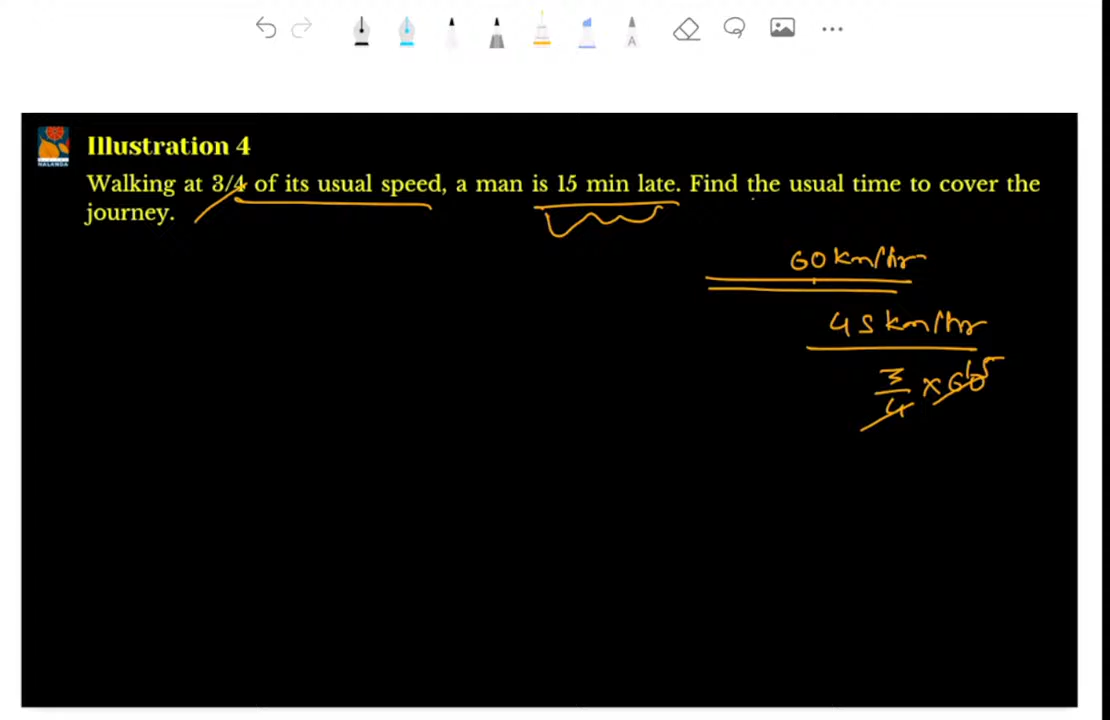 A
Illustration 4
Walking at 3/4 of its usual speed, a man is 15 min late. Find the usual time to cover the
journey.
60 km/hr
45 km/hr
3/4 × 60 15